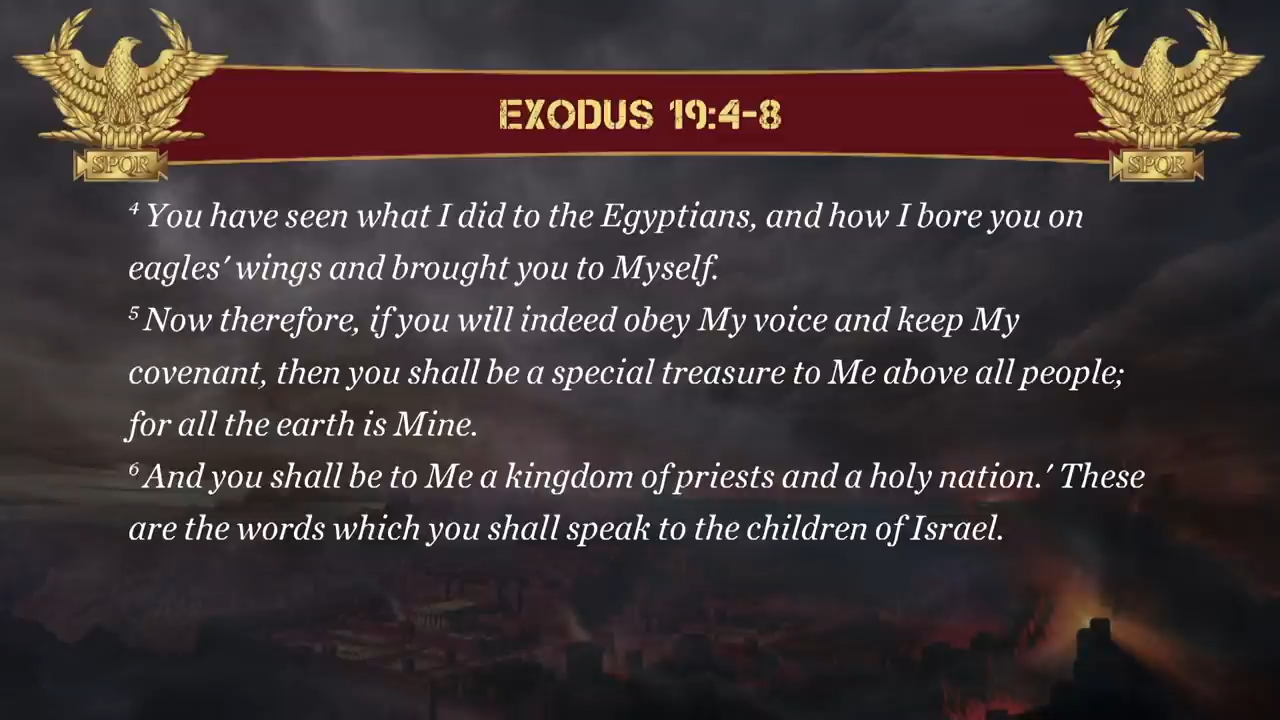 EXODUS 19:4-8
SPQR
SPQR
⁴ You have seen what I did to the Egyptians, and how I bore you on
eagles' wings and brought you to Myself.
⁵ Now therefore, if you will indeed obey My voice and keep My
covenant, then you shall be a special treasure to Me above all people;
for all the earth is Mine.
⁶ And you shall be to Me a kingdom of priests and a holy nation.' These
are the words which you shall speak to the children of Israel.